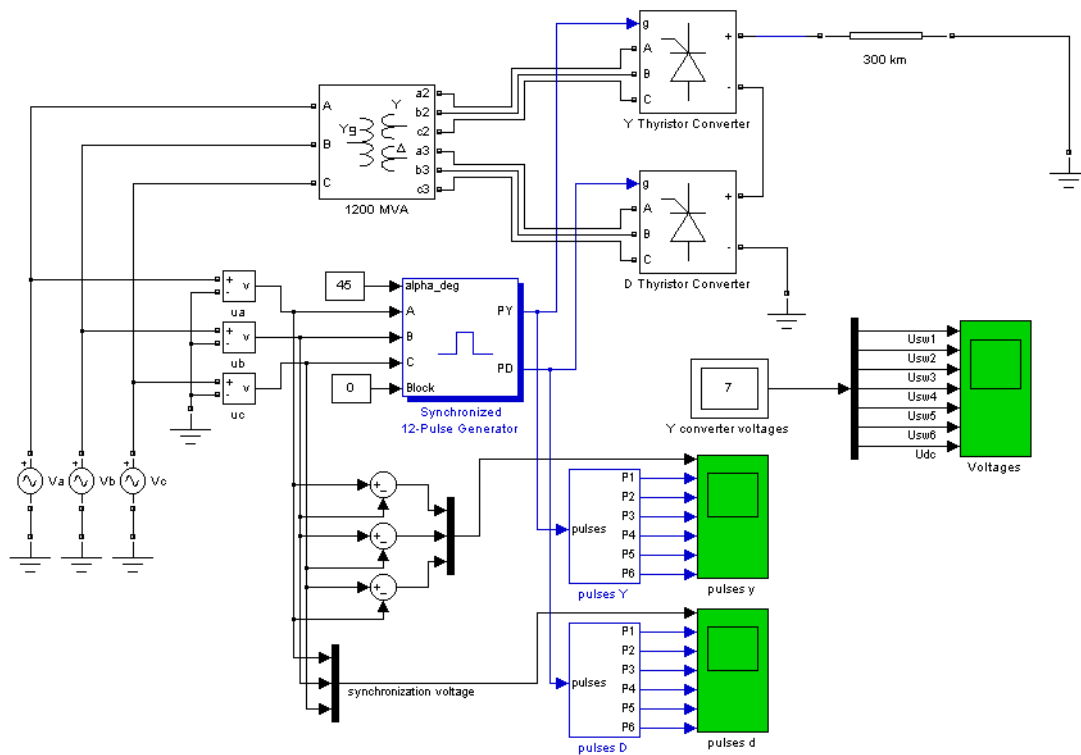 g
A
B
C
+
-
Y Thyristor Converter
300 km
A
B
C
Yg
Y
Δ
a2
b2
c2
a3
b3
c3
1200 MVA
g
A
B
C
+
-
D Thyristor Converter
+
-
v
ua
+
-
v
ub
+
-
v
uc
45
0
alpha_deg
A
B
C
Block
PY
PD
Synchronized
12-Pulse Generator
7
Y converter voltages
Usw1
Usw2
Usw3
Usw4
Usw5
Usw6
Udc
Voltages
+
Va
+
Vb
+
Vc
+
-
+
-
+
-
pulses
P1
P2
P3
P4
P5
P6
pulses Y
pulses y
synchronization voltage
pulses
P1
P2
P3
P4
P5
P6
pulses D
pulses d